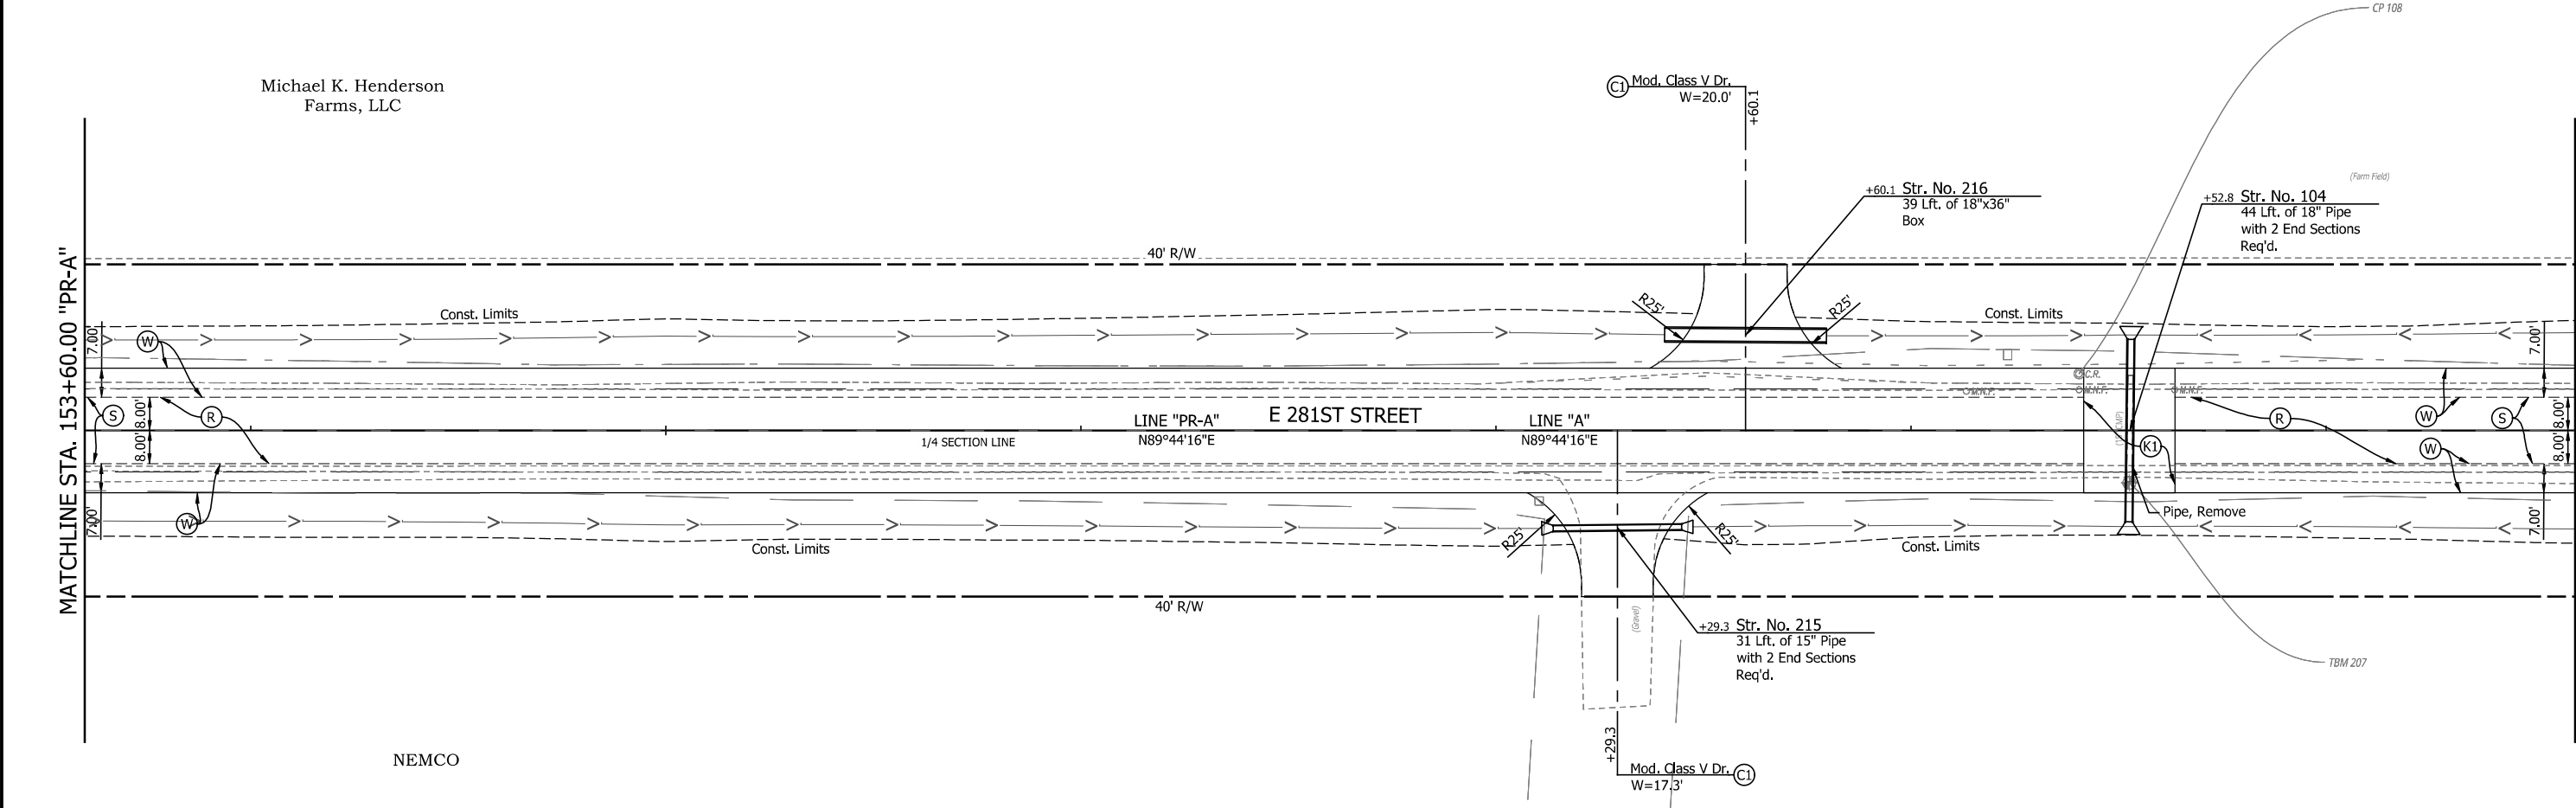 CP 108
Michael K. Henderson
Farms, LLC
C1
Mod. Class V Dr.
W=20.0'
+60.1
(Farm Field)
+60.1 Str. No. 216
39 Lft. of 18"x36"
Box
+52.8 Str. No. 104
44 Lft. of 18" Pipe
with 2 End Sections
Req'd.
MATCHLINE STA. 153+60.00 "PR-A"
40' R/W
R25'
R25'
Const. Limits
Const. Limits
7.00'
W
7.00'
C.R.
M.N.F.
M.N.F.
M.N.F.
S
8.00'
R
LINE "PR-A"
E 281ST STREET
LINE "A"
R
W
S
8.00'
8.00'
1/4 SECTION LINE
N89°44'16"E
N89°44'16"E
K1
W
8.00'
7.00'
W
Pipe, Remove
7.00'
R25'
R25'
Const. Limits
Const. Limits
40' R/W
(Gravel)
+29.3 Str. No. 215
31 Lft. of 15" Pipe
with 2 End Sections
Req'd.
TBM 207
+29.3
NEMCO
Mod. Class V Dr.
C1
W=17.3'